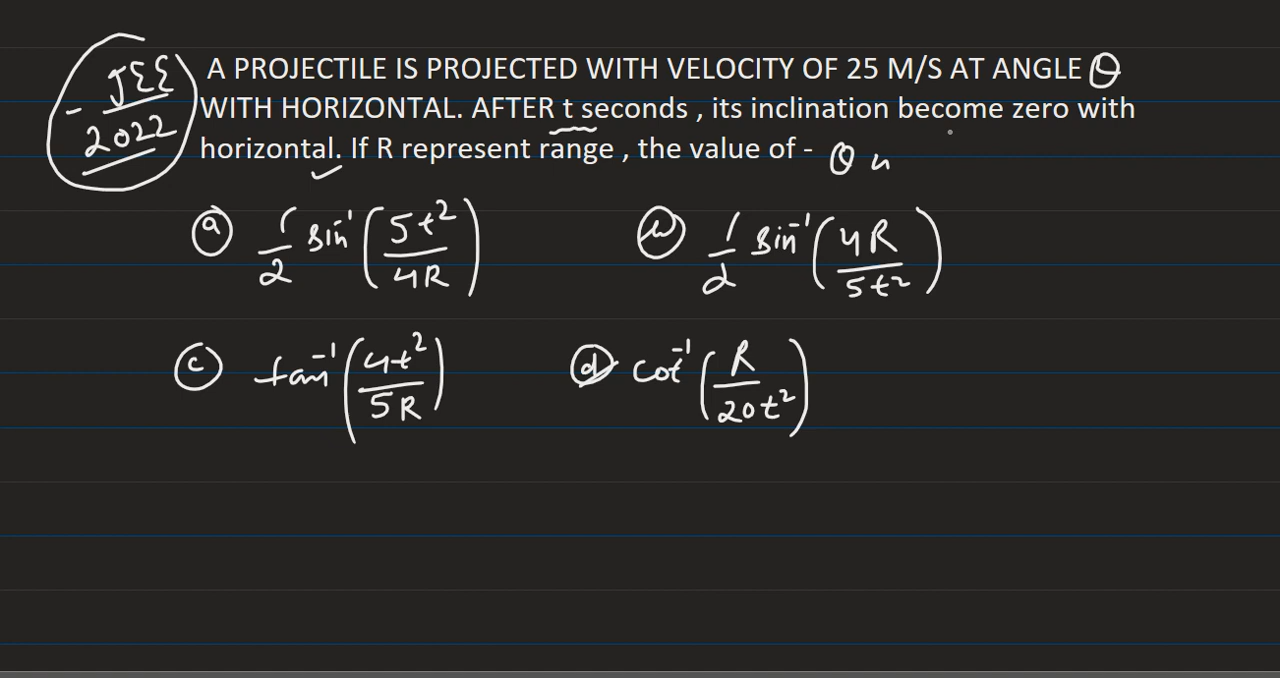 - JEE
2022
A PROJECTILE IS PROJECTED WITH VELOCITY OF 25 M/S AT ANGLE θ
WITH HORIZONTAL. AFTER t seconds , its inclination become zero with
horizontal. If R represent range , the value of - θ
(a) 1/2 sin⁻¹ (5t²/4R)
(b) 1/2 sin⁻¹ (4R/5t²)
(c) tan⁻¹ (4t²/5R)
(d) cot⁻¹ (R/20t²)